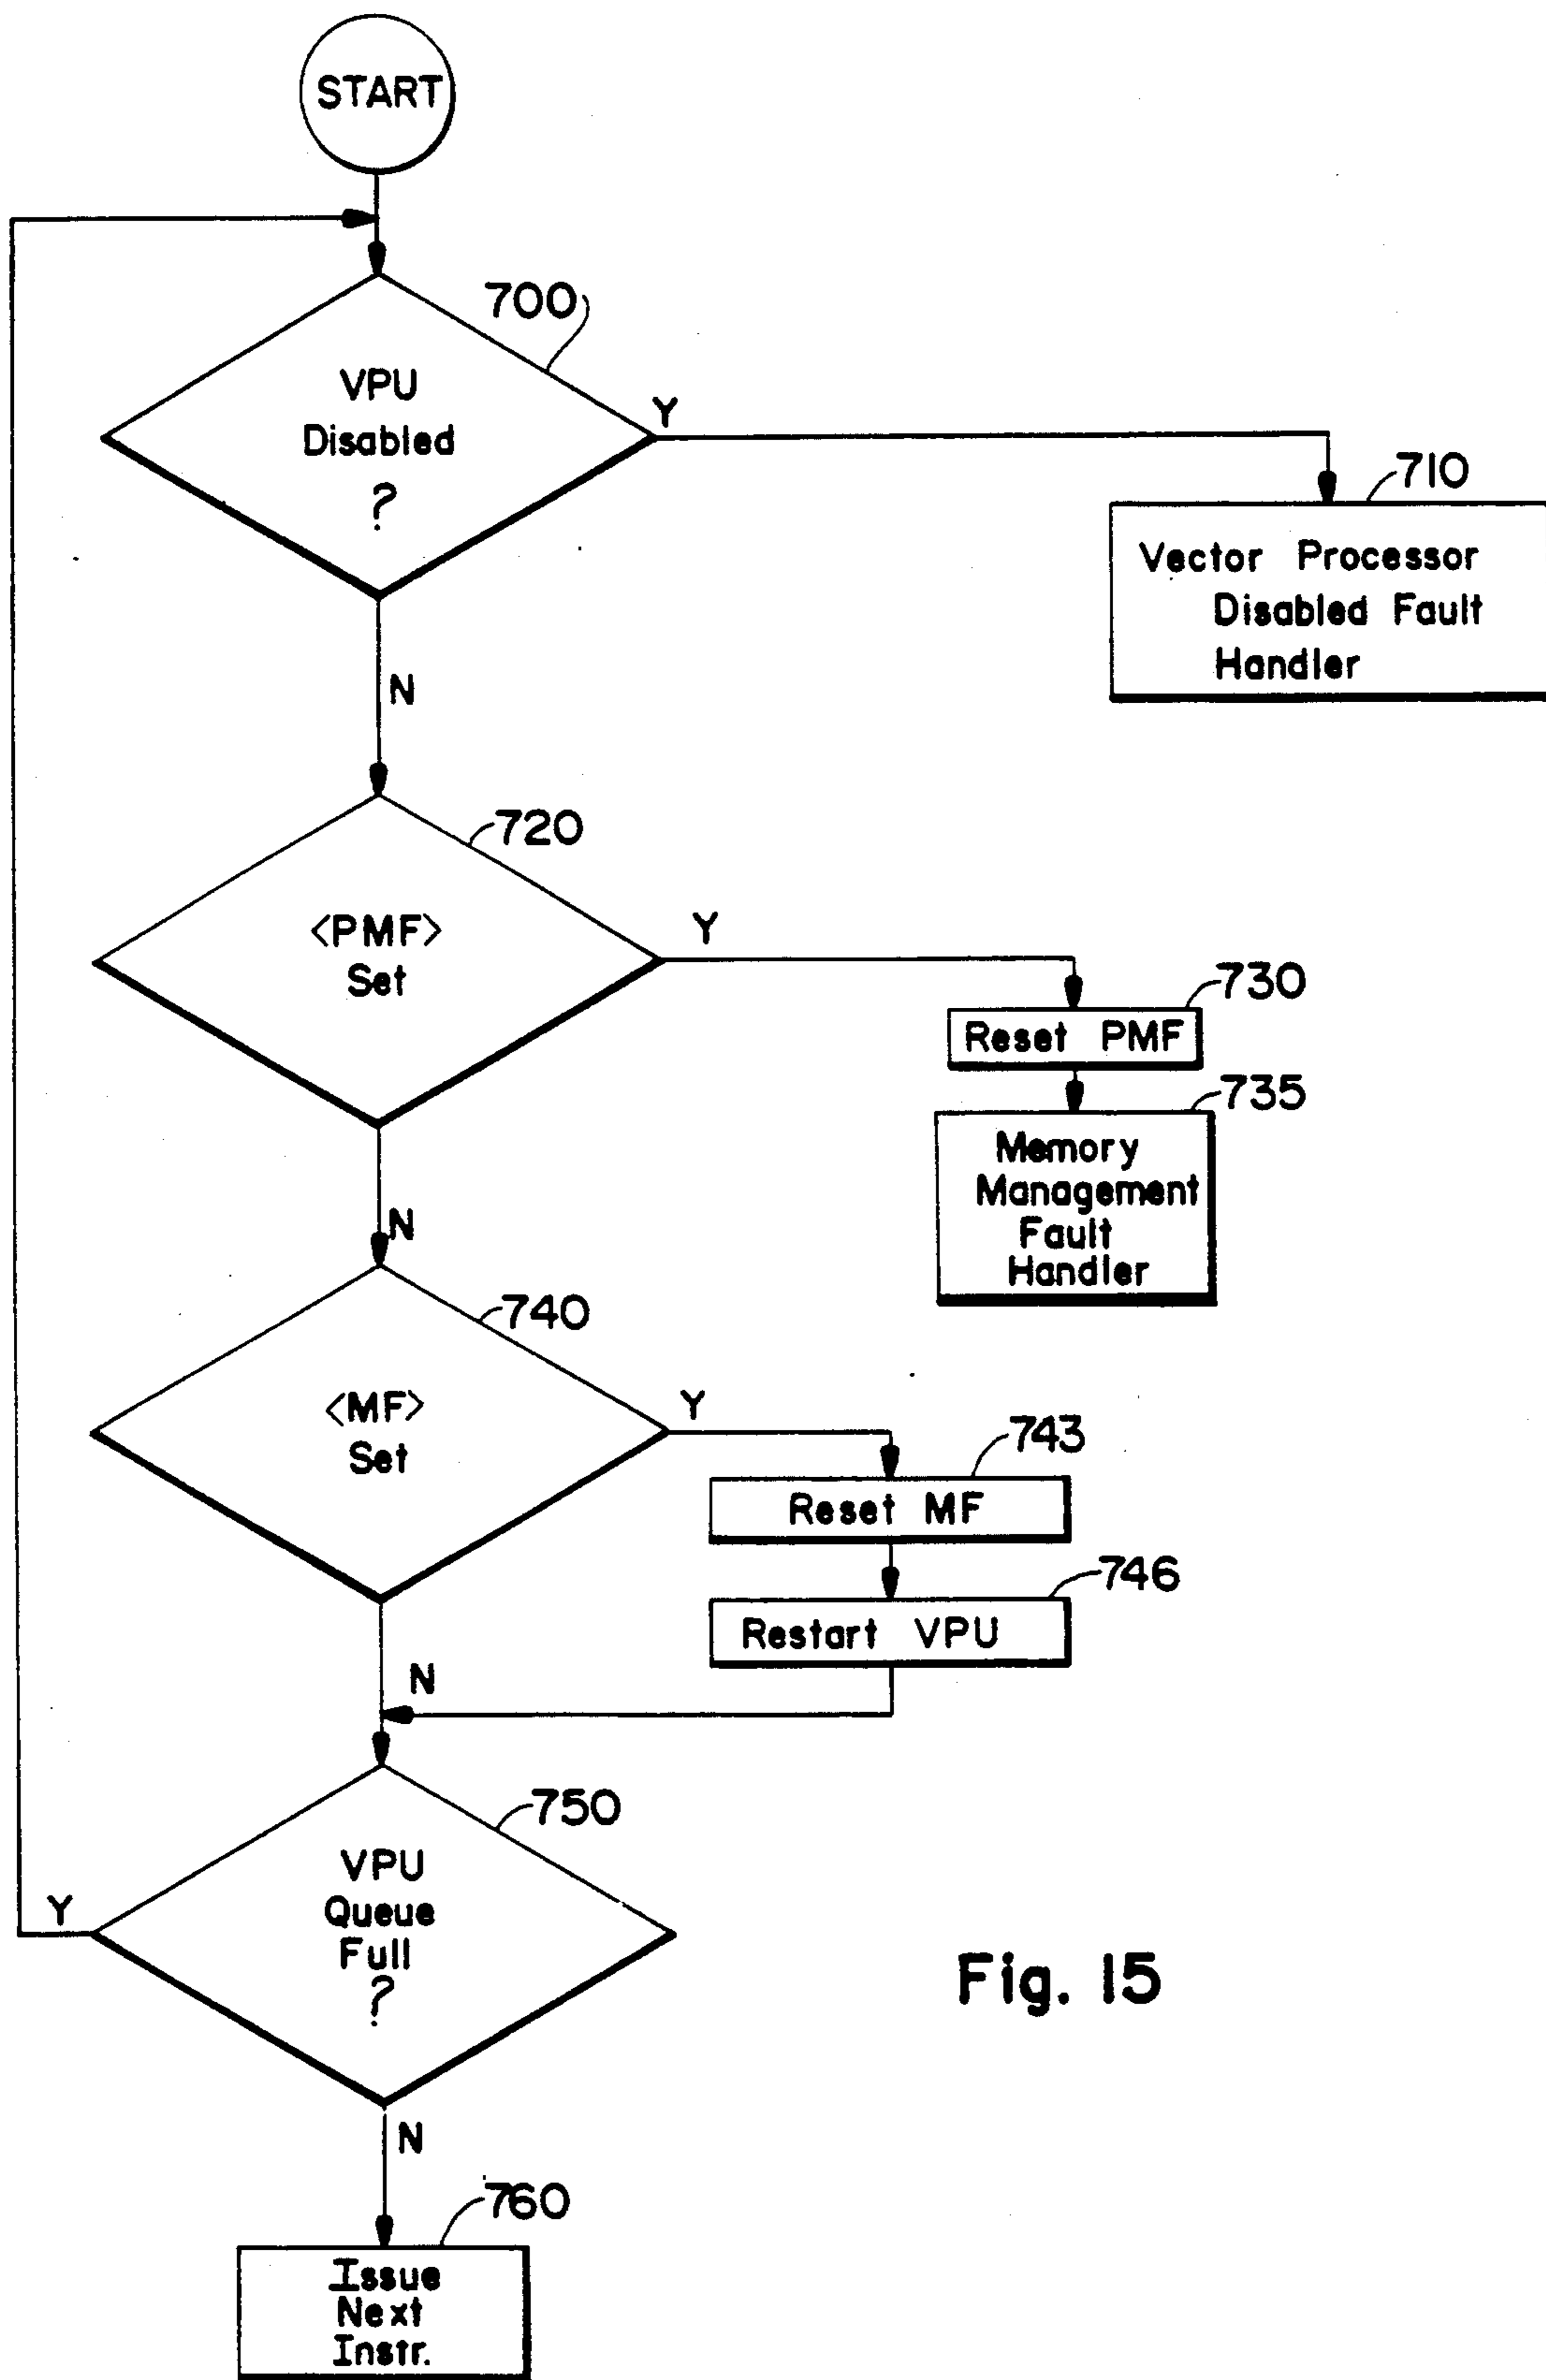 START
700
VPU
Disabled
?
Y
710
Vector Processor
Disabled Fault
Handler
N
720
<PMF>
Set
Y
730
Reset PMF
735
Memory
Management
Fault
Handler
N
740
<MF>
Set
Y
743
Reset MF
746
Restart VPU
N
750
VPU
Queue
Full
?
Y
Fig. 15
N
760
Issue
Next
Instr.